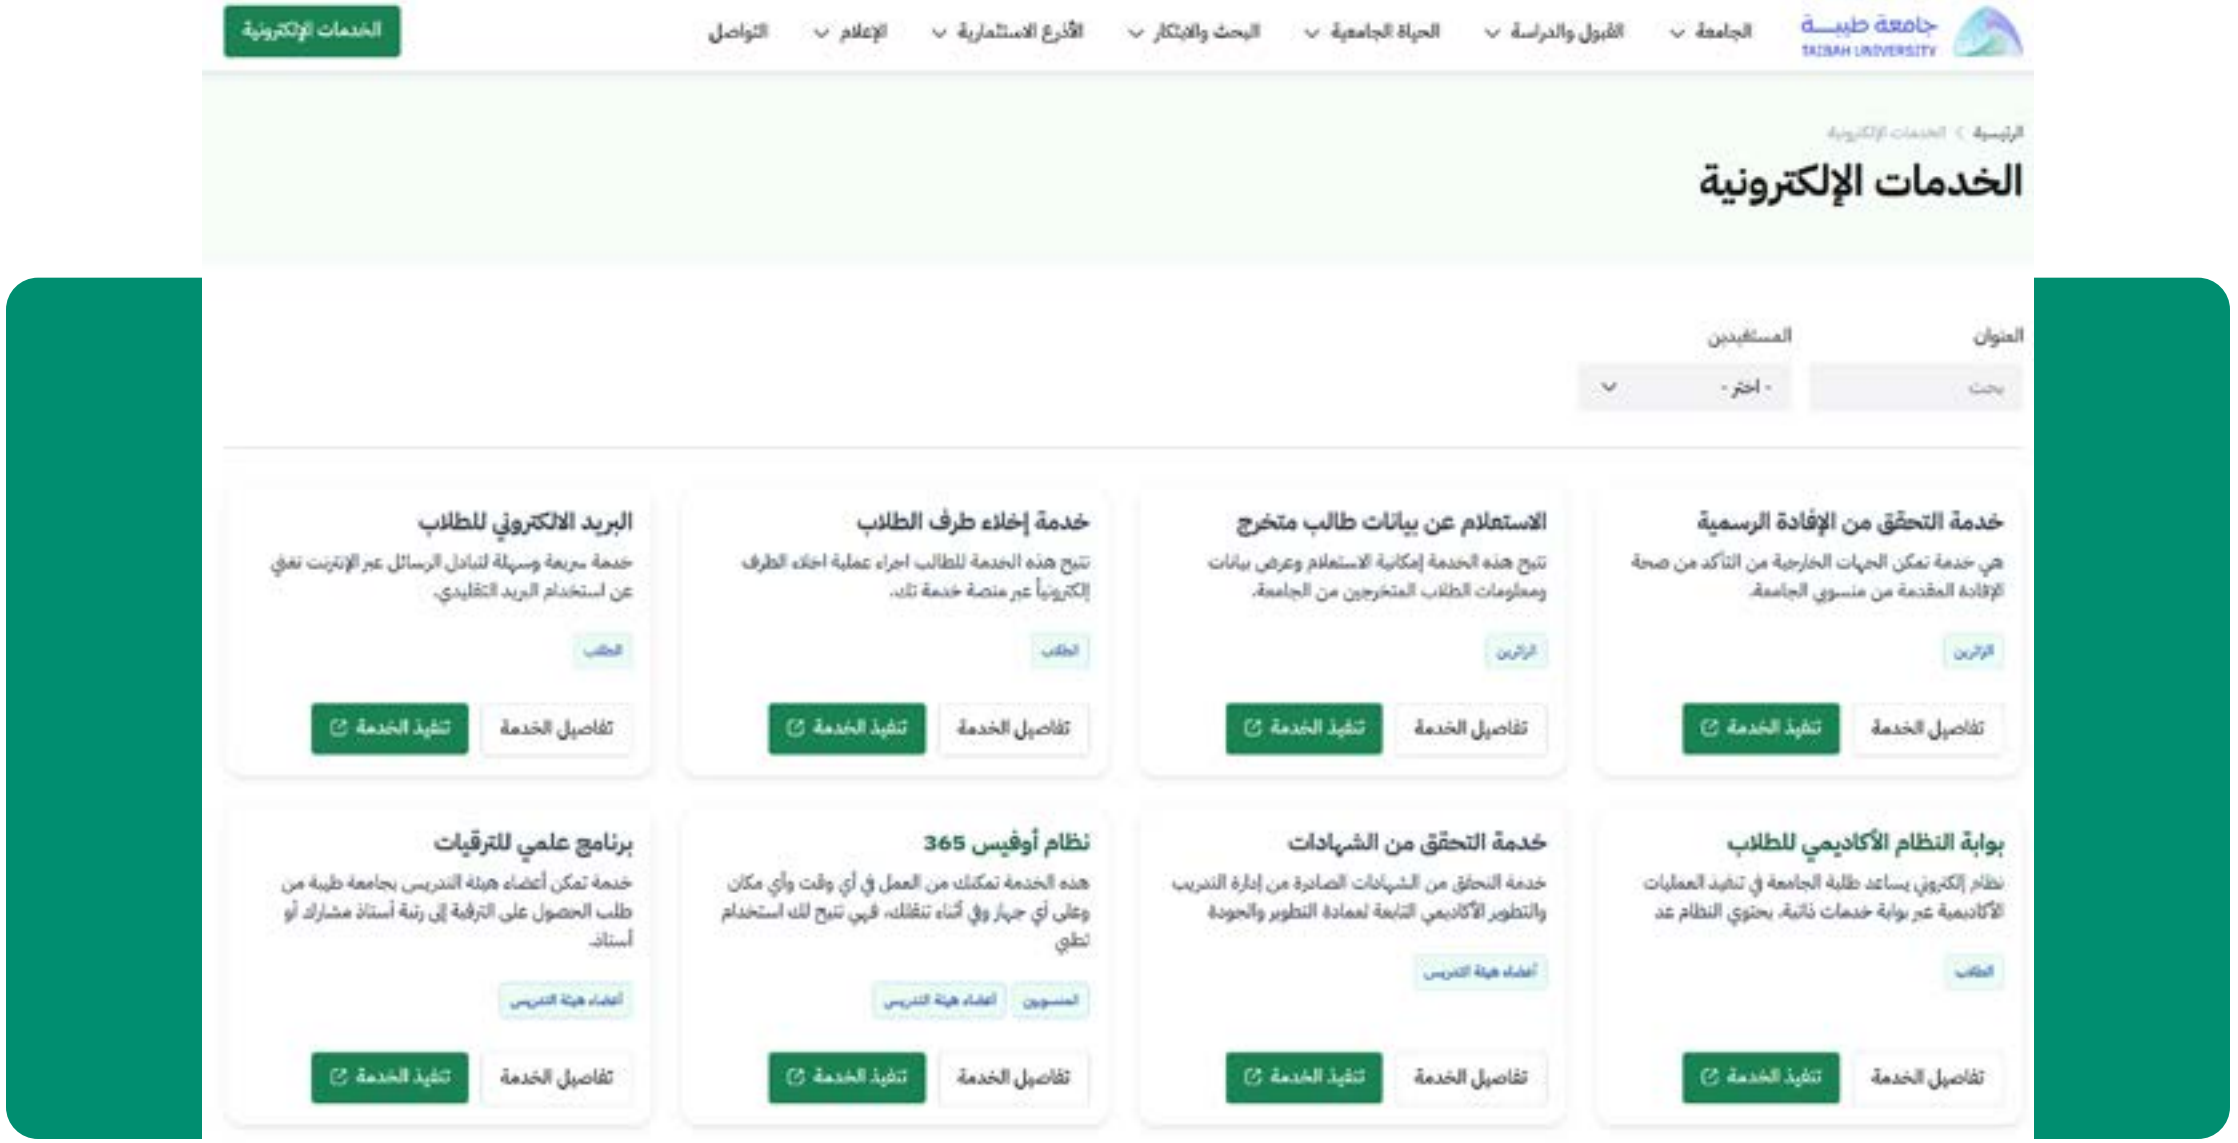 جامعة طيبـــة
TAIBAH UNIVERSITY
الجامعة
القبول والدراسة
الحياة الجامعية
البحث والابتكار
الأذرع الاستثمارية
الإعلام
التواصل
الخدمات الإلكترونية
الرئيسية > الخدمات الإلكترونية
الخدمات الإلكترونية
العنوان
بحث
المستفيدين
- اختر -
خدمة التحقق من الإفادة الرسمية
هي خدمة تمكن الجهات الخارجية من التأكد من صحة
الإفادة المقدمة من منسوبي الجامعة.
الزائرين
تفاصيل الخدمة
تنفيذ الخدمة
الاستعلام عن بيانات طالب متخرج
تتيح هذه الخدمة إمكانية الاستعلام وعرض بيانات
ومعلومات الطلاب المتخرجين من الجامعة.
الزائرين
تفاصيل الخدمة
تنفيذ الخدمة
خدمة إخلاء طرف الطلاب
تتيح هذه الخدمة للطالب اجراء عملية اخلاء الطرف
إلكترونياً عبر منصة خدمة تك.
الطلاب
تفاصيل الخدمة
تنفيذ الخدمة
البريد الالكتروني للطلاب
خدمة سريعة وسهلة لتبادل الرسائل عبر الإنترنت تغني
عن استخدام البريد التقليدي.
الطلاب
تفاصيل الخدمة
تنفيذ الخدمة
بوابة النظام الأكاديمي للطلاب
نظام إلكتروني يساعد طلبة الجامعة في تنفيذ العمليات
الأكاديمية عبر بوابة خدمات ذاتية. يحتوي النظام عد
الطلاب
تفاصيل الخدمة
تنفيذ الخدمة
خدمة التحقق من الشهادات
خدمة التحقق من الشهادات الصادرة من إدارة التدريب
والتطوير الأكاديمي التابعة لعمادة التطوير والجودة
أعضاء هيئة التدريس
تفاصيل الخدمة
تنفيذ الخدمة
نظام أوفيس 365
هذه الخدمة تمكنك من العمل في أي وقت وأي مكان
وعلى أي جهاز وفي أثناء تنقلك، فهي تتيح لك استخدام
تطبي
المنسوبون
أعضاء هيئة التدريس
تفاصيل الخدمة
تنفيذ الخدمة
برنامج علمي للترقيات
خدمة تمكن أعضاء هيئة التدريس بجامعة طيبة من
طلب الحصول على الترقية إلى رتبة أستاذ مشارك أو
أستاذ.
أعضاء هيئة التدريس
تفاصيل الخدمة
تنفيذ الخدمة